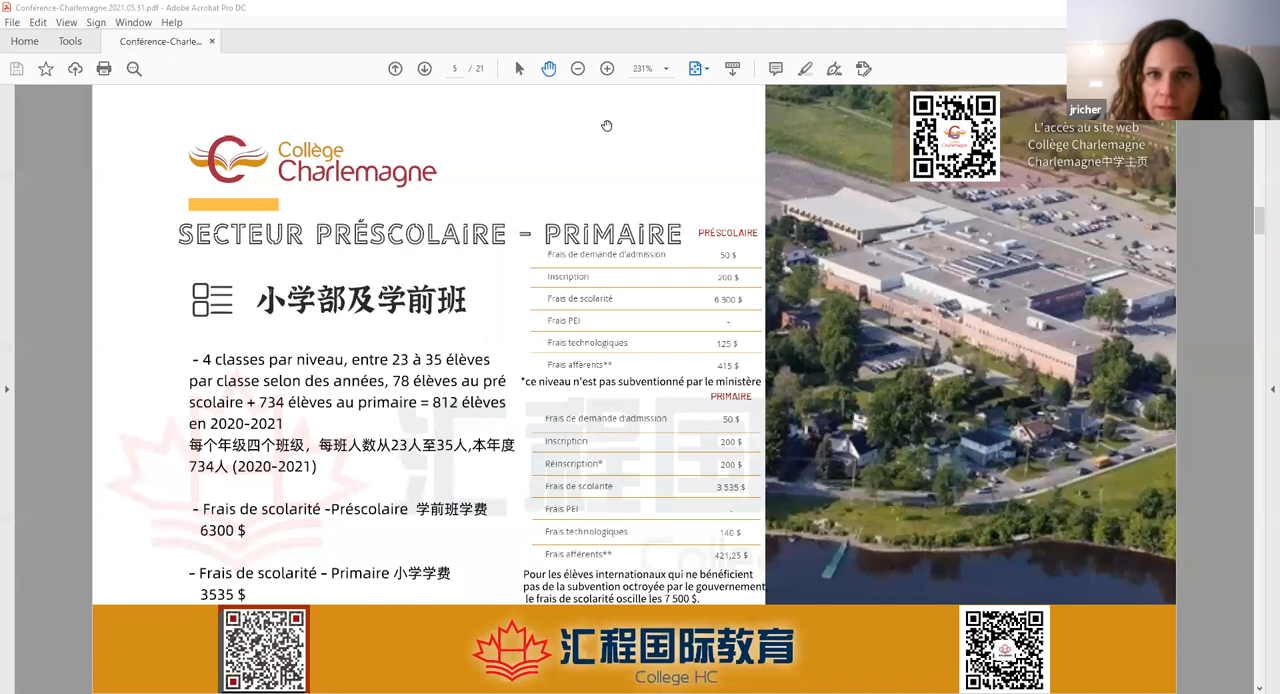 Conférence-Charlemagne 2021.05.31.pdf - Adobe Acrobat Pro DC
File Edit View Sign Window Help
Home Tools Conférence-Charle... ×
5 / 21 231%
jricher
L'accès au site web
Collège Charlemagne
Charlemagne中学主页
Collège
Charlemagne
SECTEUR PRÉSCOLAIRE - PRIMAIRE
小学部及学前班
- 4 classes par niveau, entre 23 à 35 élèves
par classe selon des années, 78 élèves au pré
scolaire + 734 élèves au primaire = 812 élèves
en 2020-2021
每个年级四个班级，每班人数从23人至35人,本年度
734人 (2020-2021)
- Frais de scolarité -Préscolaire 学前班学费
6300 $
- Frais de scolarité - Primaire 小学学费
3535 $
PRÉSCOLAIRE
Frais de demande d'admission 50 $
Inscription 200 $
Frais de scolarité 6 300 $
Frais PEI -
Frais technologiques 125 $
Frais afférents** 415 $
*ce niveau n'est pas subventionné par le ministère
PRIMAIRE
Frais de demande d'admission 50 $
Inscription 200 $
Réinscription* 200 $
Frais de scolarité 3 535 $
Frais PEI -
Frais technologiques 140 $
Frais afférents** 421,25 $
Pour les élèves internationaux qui ne bénéficient
pas de la subvention octroyée par le gouvernement
le frais de scolarité oscille les 7 500 $.
汇程国
College
汇程国际教育
College HC